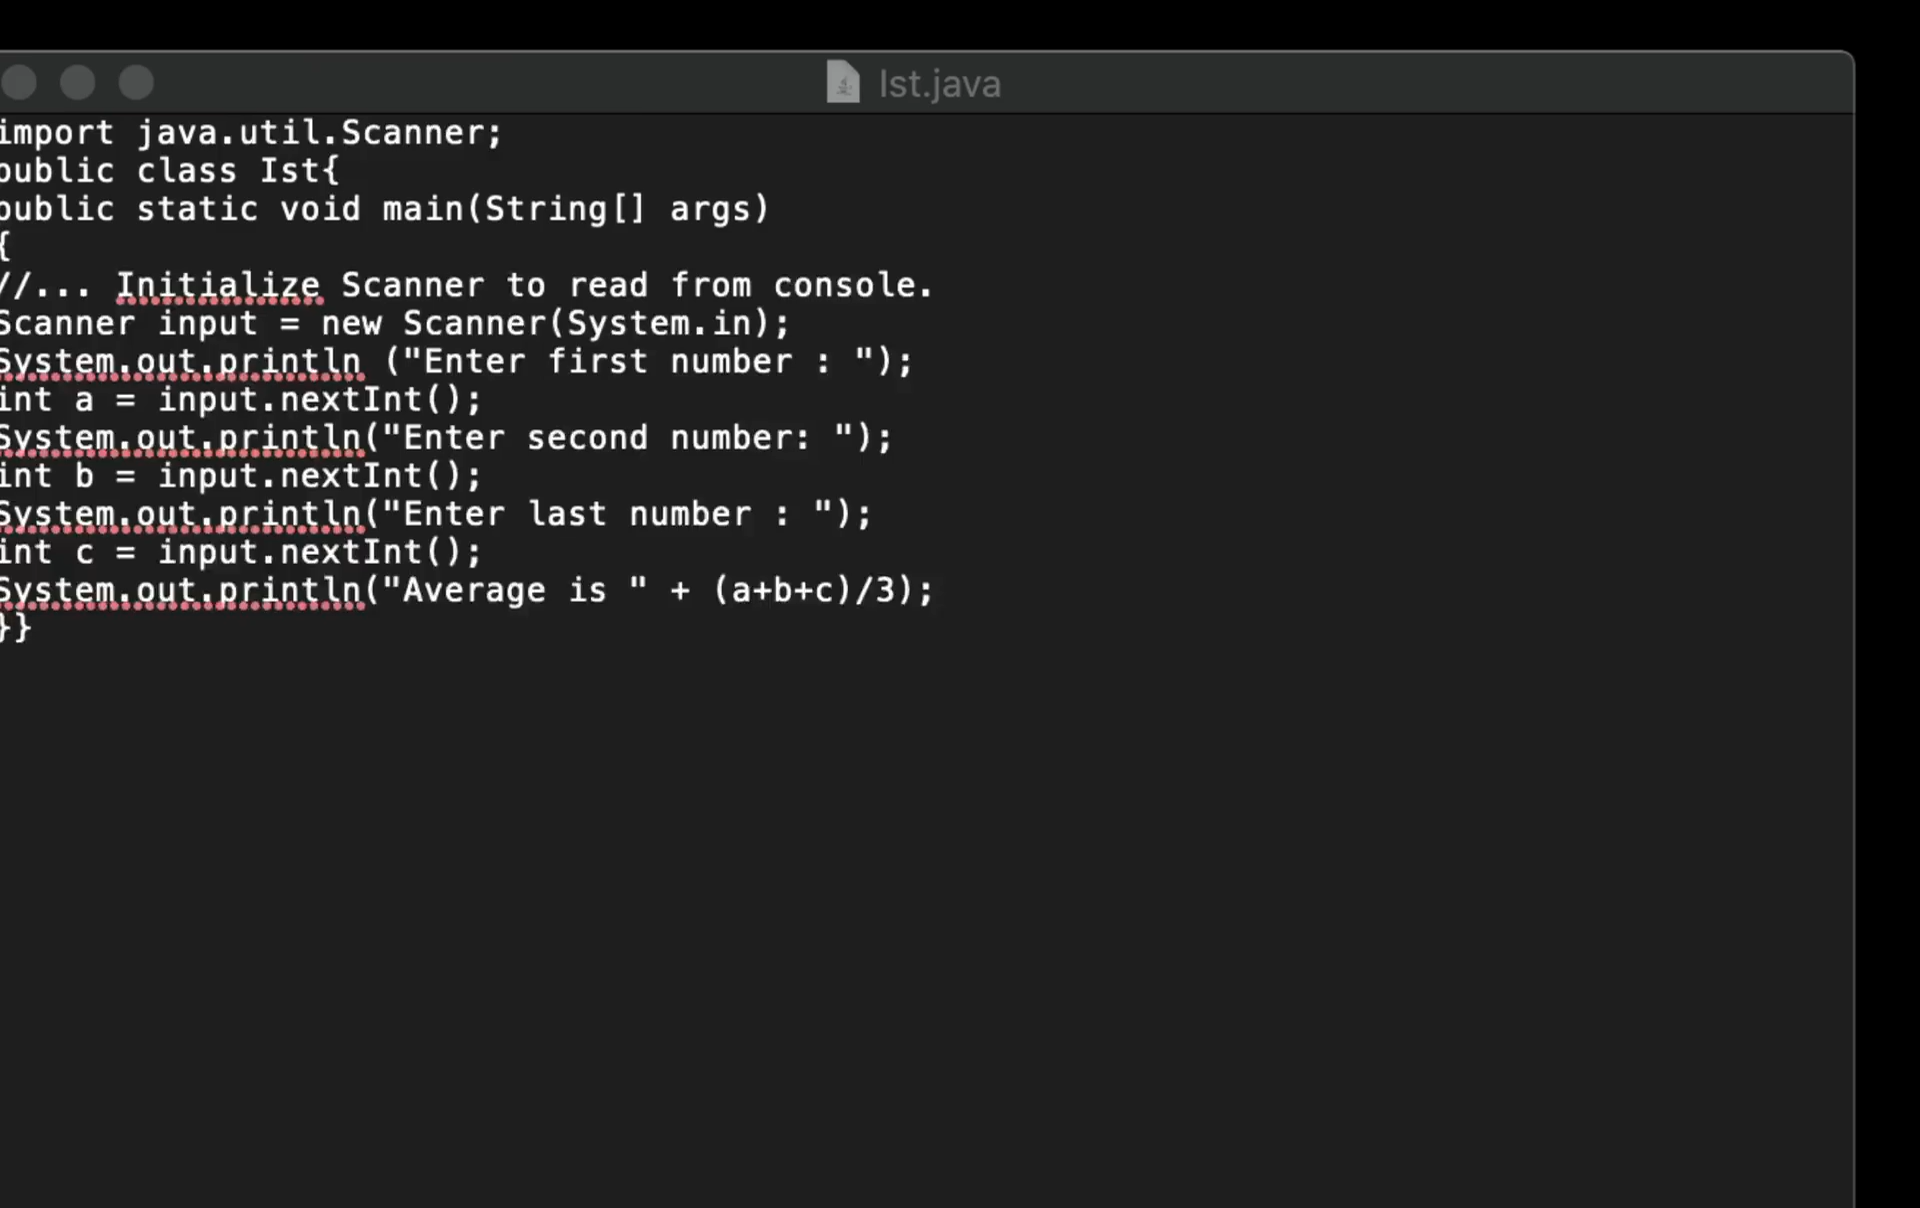 Ist.java
import java.util.Scanner;
public class Ist{
public static void main(String[] args)
{
//... Initialize Scanner to read from console.
Scanner input = new Scanner(System.in);
System.out.println ("Enter first number : ");
int a = input.nextInt();
System.out.println("Enter second number: ");
int b = input.nextInt();
System.out.println("Enter last number : ");
int c = input.nextInt();
System.out.println("Average is " + (a+b+c)/3);
}}